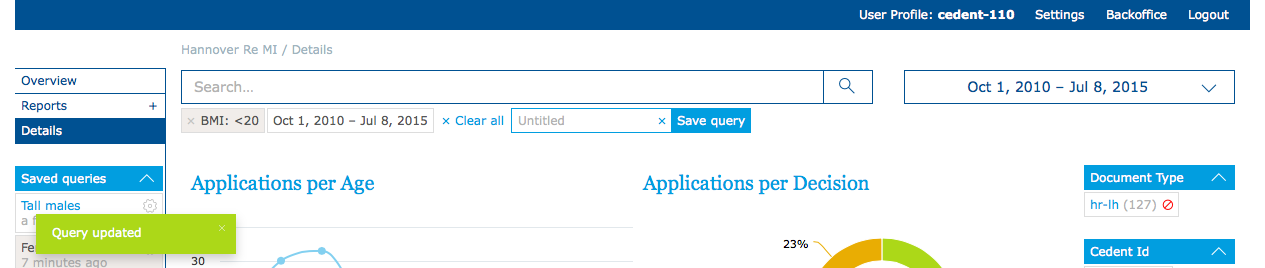 User Profile: cedent-110 Settings Backoffice Logout
Hannover Re MI / Details
Overview
Reports +
Details
Search...
Oct 1, 2010 – Jul 8, 2015
× BMI: <20 Oct 1, 2010 – Jul 8, 2015 × Clear all Untitled × Save query
Saved queries
Tall males
a f
Query updated ×
Fe
7 minutes ago
Applications per Age
30
Applications per Decision
23%
Document Type
hr-lh (127)
Cedent Id